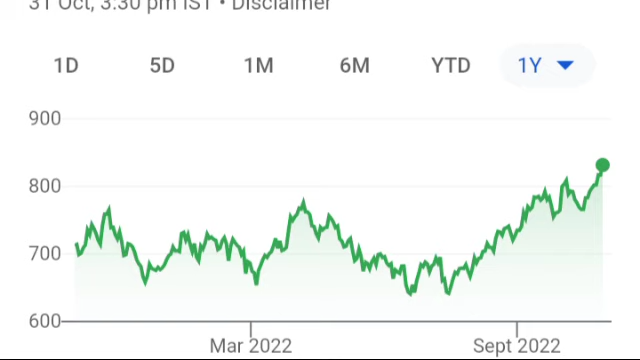 31 Oct, 3:30 pm IST • Disclaimer
1D 5D 1M 6M YTD 1Y
900
800
700
600
Mar 2022 Sept 2022